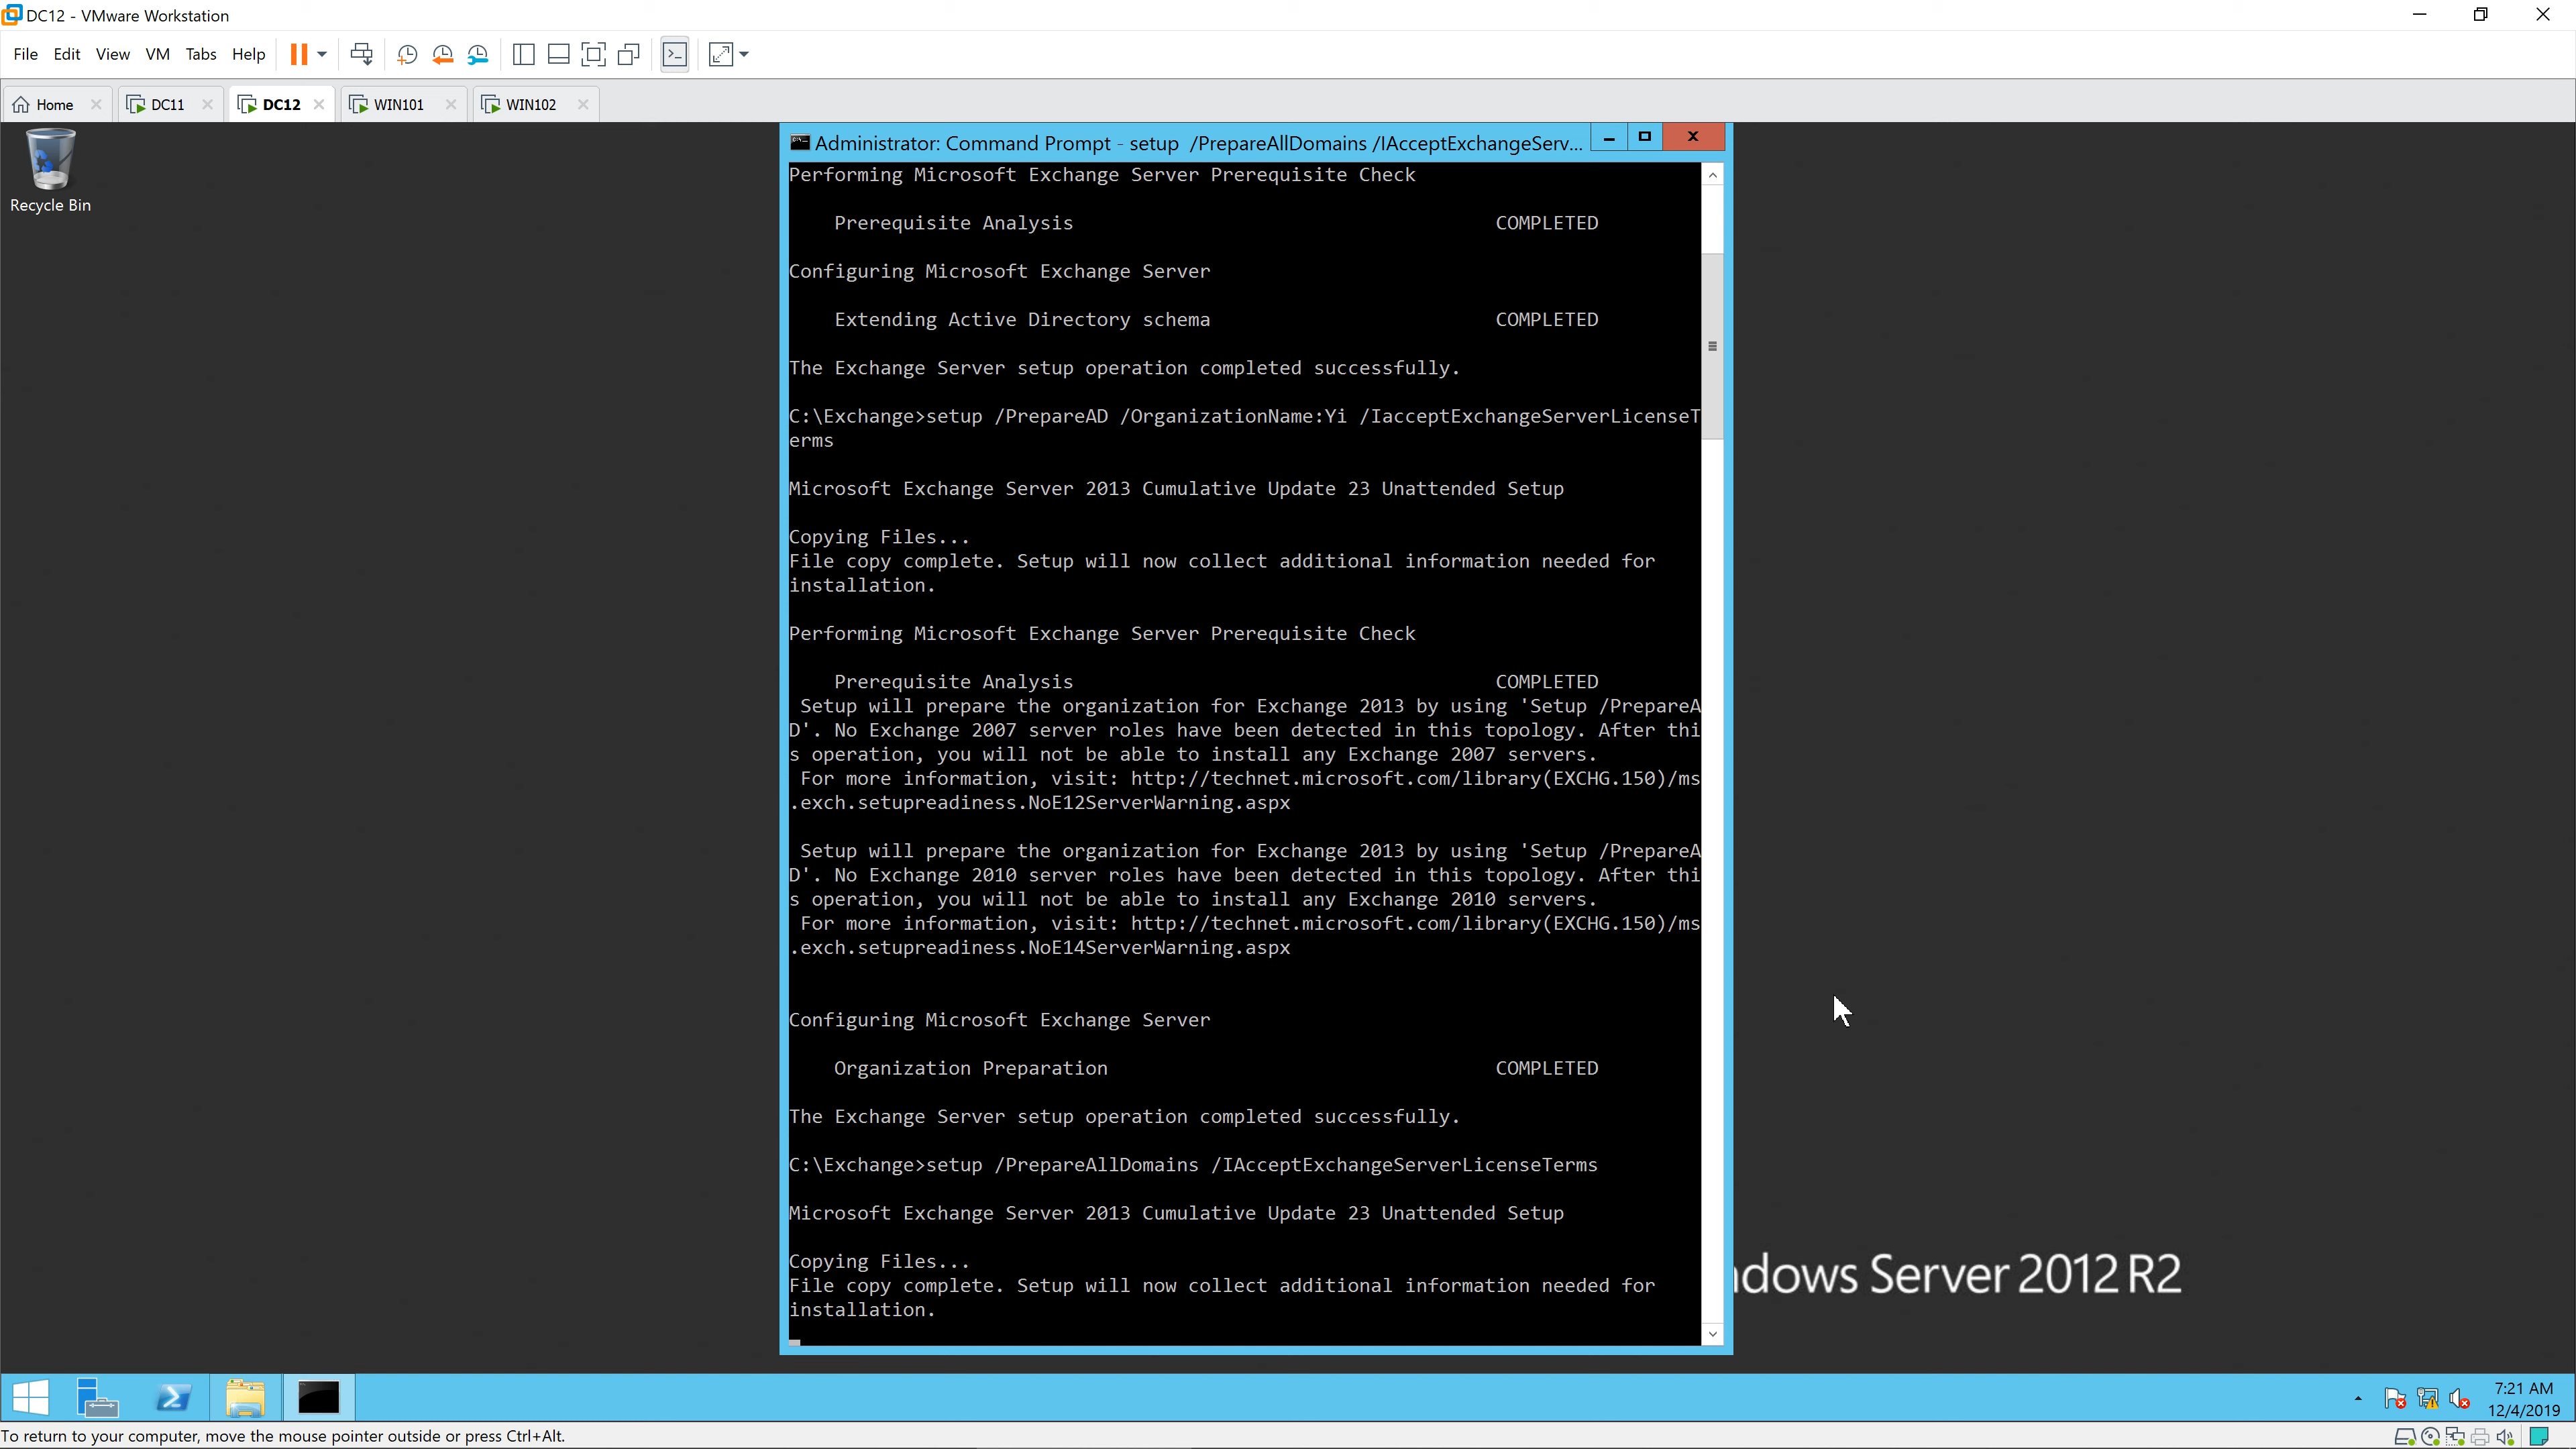 DC12 - VMware Workstation
File Edit View VM Tabs Help
Home DC11 DC12 WIN101 WIN102
Recycle Bin
Administrator: Command Prompt - setup /PrepareAllDomains /IAcceptExchangeServ...
Performing Microsoft Exchange Server Prerequisite Check
Prerequisite Analysis COMPLETED
Configuring Microsoft Exchange Server
Extending Active Directory schema COMPLETED
The Exchange Server setup operation completed successfully.
C:\Exchange>setup /PrepareAD /OrganizationName:Yi /IacceptExchangeServerLicenseT
erms
Microsoft Exchange Server 2013 Cumulative Update 23 Unattended Setup
Copying Files...
File copy complete. Setup will now collect additional information needed for
installation.
Performing Microsoft Exchange Server Prerequisite Check
Prerequisite Analysis COMPLETED
Setup will prepare the organization for Exchange 2013 by using 'Setup /PrepareA
D'. No Exchange 2007 server roles have been detected in this topology. After thi
s operation, you will not be able to install any Exchange 2007 servers.
For more information, visit: http://technet.microsoft.com/library(EXCHG.150)/ms
.exch.setupreadiness.NoE12ServerWarning.aspx
Setup will prepare the organization for Exchange 2013 by using 'Setup /PrepareA
D'. No Exchange 2010 server roles have been detected in this topology. After thi
s operation, you will not be able to install any Exchange 2010 servers.
For more information, visit: http://technet.microsoft.com/library(EXCHG.150)/ms
.exch.setupreadiness.NoE14ServerWarning.aspx
Configuring Microsoft Exchange Server
Organization Preparation COMPLETED
The Exchange Server setup operation completed successfully.
C:\Exchange>setup /PrepareAllDomains /IAcceptExchangeServerLicenseTerms
Microsoft Exchange Server 2013 Cumulative Update 23 Unattended Setup
Copying Files...
File copy complete. Setup will now collect additional information needed for
installation.
ndows Server 2012 R2
7:21 AM
12/4/2019
To return to your computer, move the mouse pointer outside or press Ctrl+Alt.